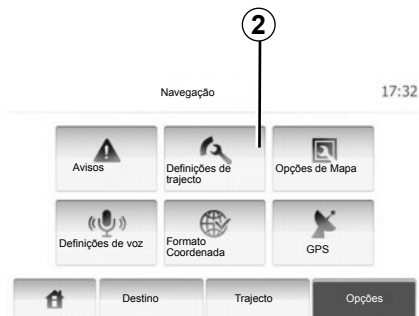 2
Navegação
17:32
Avisos
Definições de
trajecto
Opções de Mapa
Definições de voz
Formato
Coordenada
GPS
Destino
Trajecto
Opções